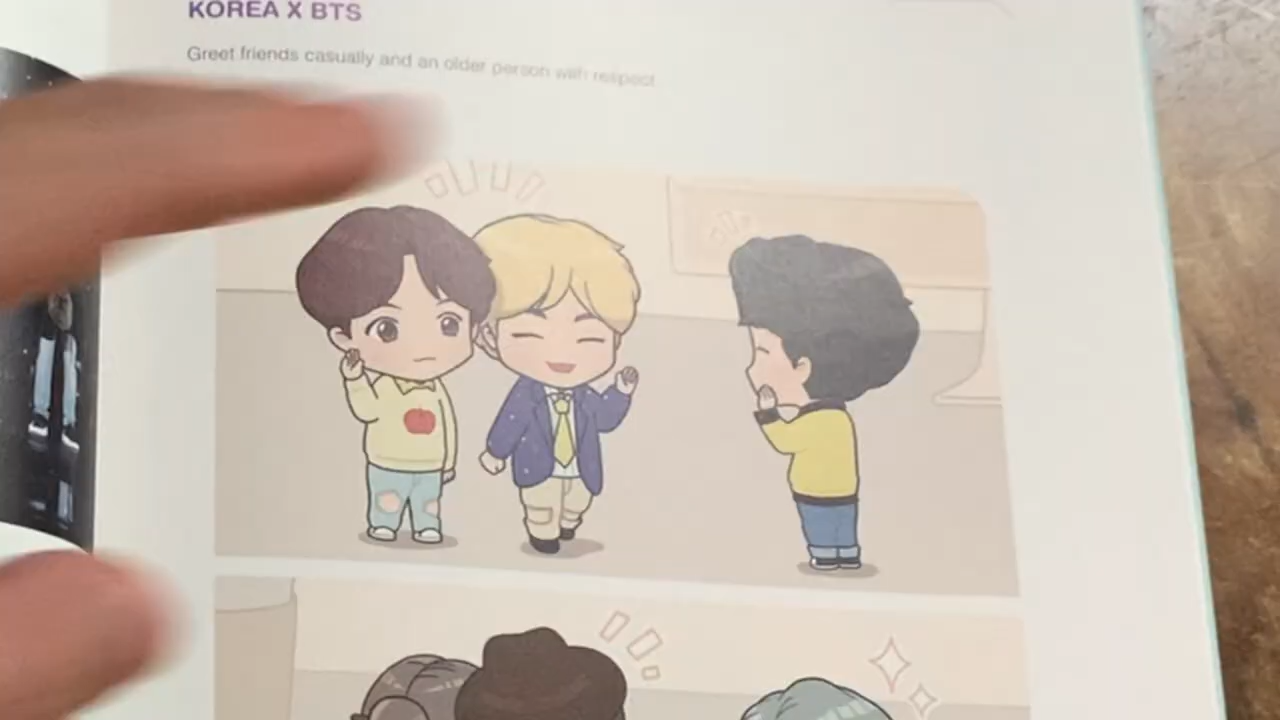 KOREA X BTS
Greet friends casually and an older person with respect